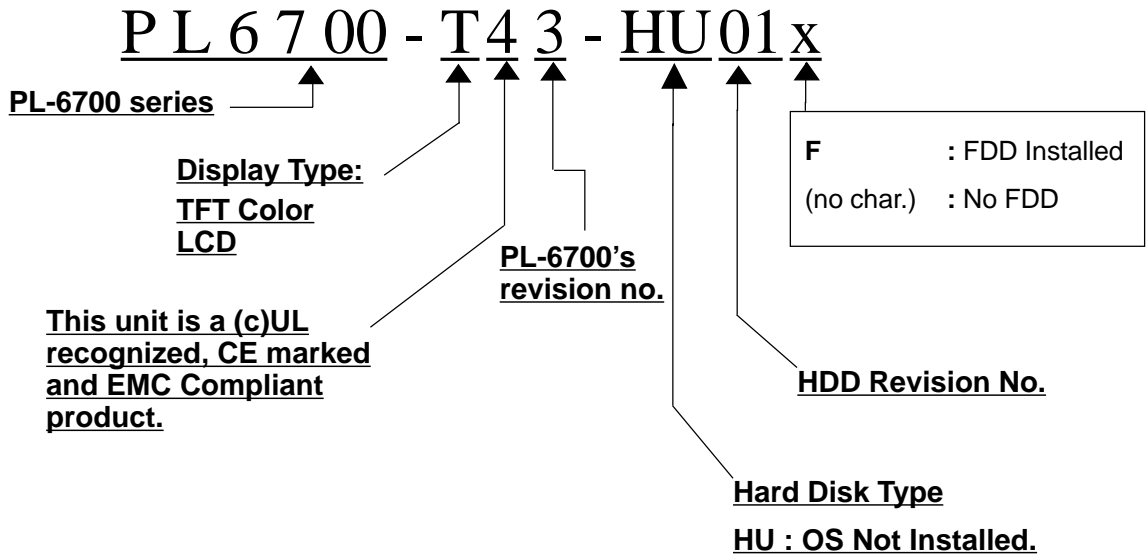 PL6700-T43-HU01x
PL-6700 series
F : FDD Installed
(no char.) : No FDD
Display Type:
TFT Color
LCD
PL-6700's
revision no.
This unit is a (c)UL
recognized, CE marked
and EMC Compliant
product.
HDD Revision No.
Hard Disk Type
HU : OS Not Installed.